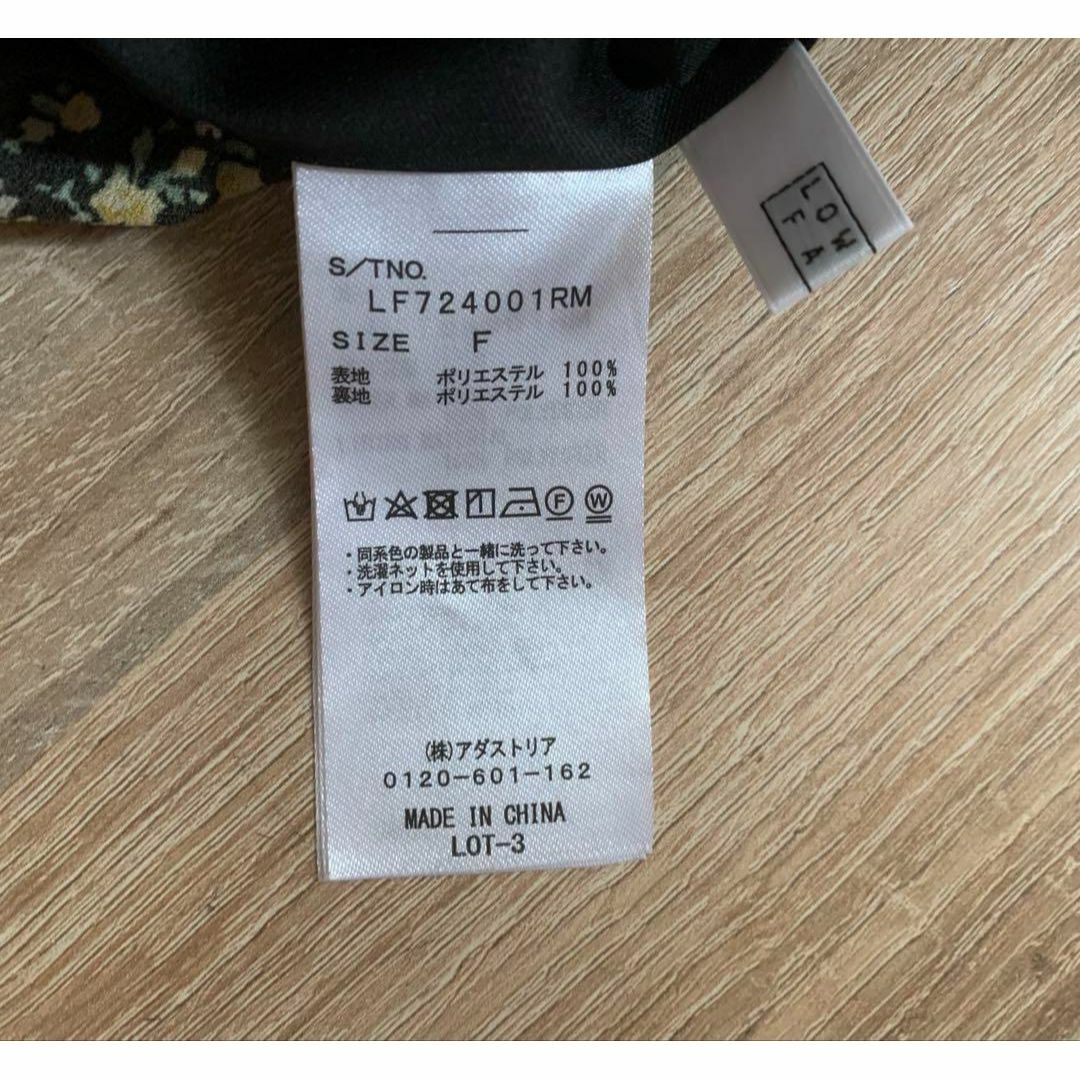 S/TNO.
LF724001RM
SIZE F
表地 ポリエステル 100%
裏地 ポリエステル 100%
F W
・同系色の製品と一緒に洗って下さい。
・洗濯ネットを使用して下さい。
・アイロン時はあて布をして下さい。
(株)アダストリア
0120-601-162
MADE IN CHINA
LOT-3
LOW
FA